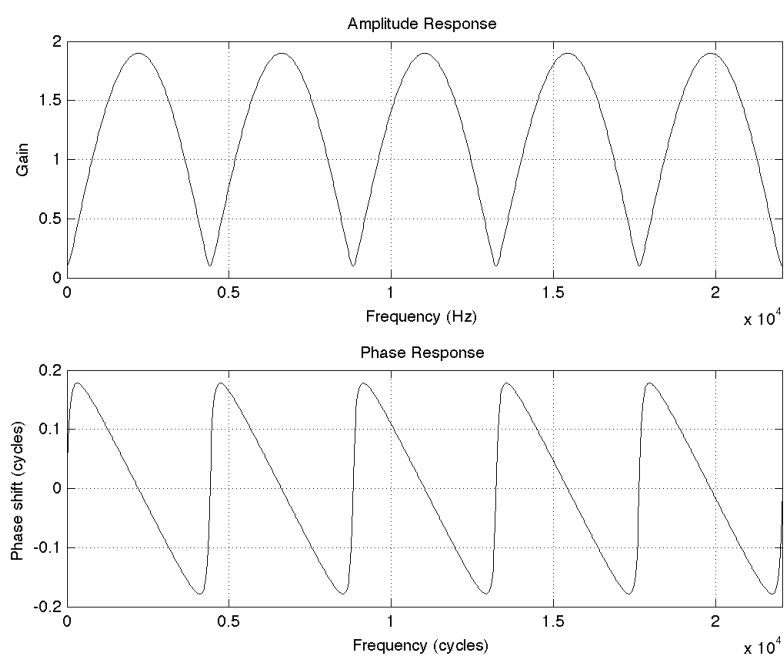 Amplitude Response
2
1.5
1
0.5
0
Gain
0 0.5 1 1.5 2
Frequency (Hz)
x 10^4
Phase Response
0.2
0.1
0
-0.1
-0.2
Phase shift (cycles)
0 0.5 1 1.5 2
Frequency (cycles)
x 10^4